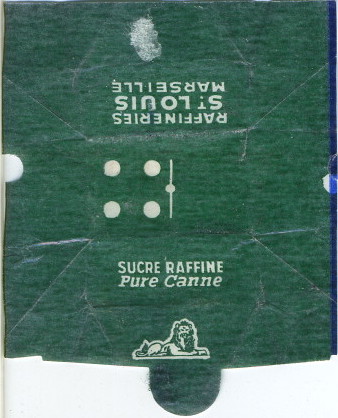 RAFFINERIES
ST LOUIS
MARSEILLE
SUCRE RAFFINE
Pure Canne